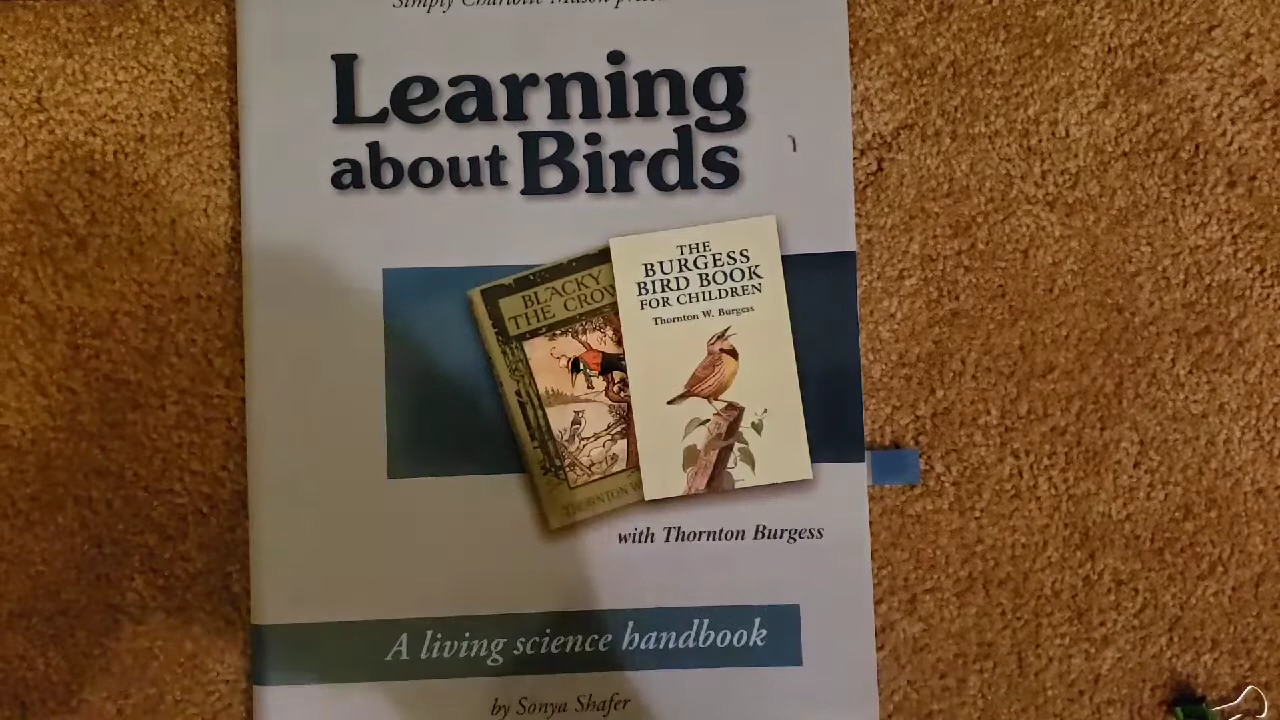 Simply Charlotte Mason presents
Learning
about Birds
BLACKY
THE CROW
THE
BURGESS
BIRD BOOK
FOR CHILDREN
Thornton W. Burgess
THORNTON W
with Thornton Burgess
A living science handbook
by Sonya Shafer